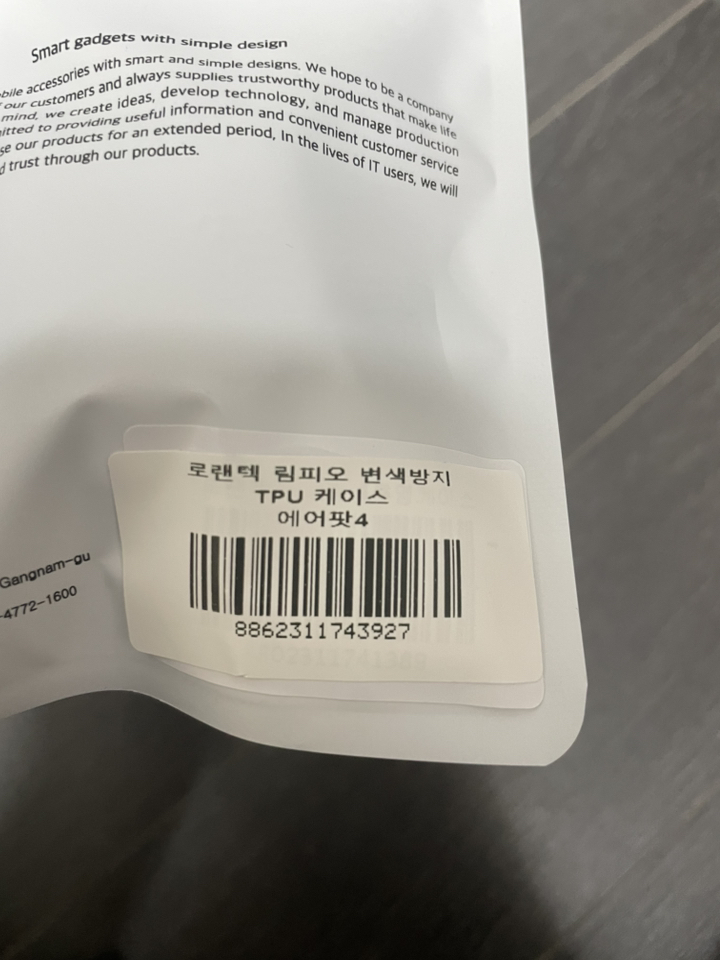 Smart gadgets with simple design
bile accessories with smart and simple designs. We hope to be a company
our customers and always supplies trustworthy products that make life
mind, we create ideas, develop technology, and manage production
itted to providing useful information and convenient customer service
se our products for an extended period, In the lives of IT users, we will
d trust through our products.
Gangnam-gu
-4772-1600
로랜텍 림피오 변색방지
TPU 케이스
에어팟4
8862311743927